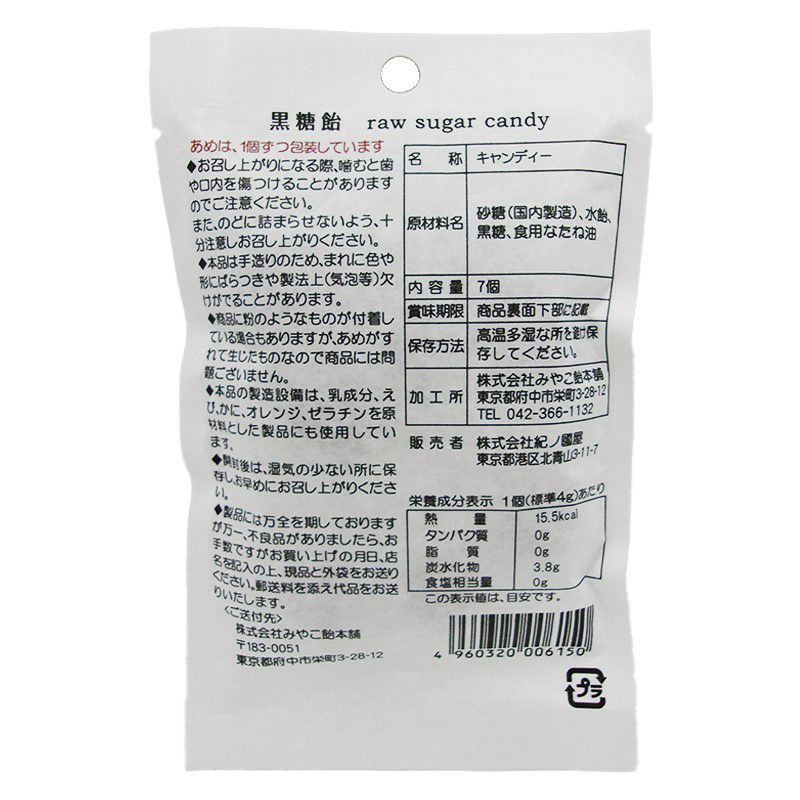 黒糖飴 raw sugar candy
あめは、1個ずつ包装しています
◆お召し上がりになる際、噛むと歯
や口内を傷つけることがあります
のでご注意ください。
また、のどに詰まらせないよう、十
分注意しお召し上がりください。
◆本品は手造りのため、まれに色や
形にばらつきや製法上(気泡等)欠
けがでることがあります。
◆商品に粉のようなものが付着し
ている場合もありますが、あめがす
れて生じたものなので商品には問
題ございません。
◆本品の製造設備は、乳成分、え
び、かに、オレンジ、ゼラチンを原
材料とした製品にも使用してい
ます。
◆開封後は、湿気の少ない所に保
存し、お早めにお召し上がりくださ
い。
◆製品には万全を期しております
が万一、不良品がありましたら、お
手数ですがお買い上げの月日、店
名を記入の上、現品と外袋をお送り
ください。郵送料を添え代品をお送
りいたします。
〈ご送付先〉
株式会社みやこ飴本舗
〒183-0051
東京都府中市栄町3-28-12
名称 キャンディー
原材料名 砂糖(国内製造)、水飴、
黒糖、食用なたね油
内容量 7個
賞味期限 商品裏面下部に記載
保存方法 高温多湿な所を避け保
存してください。
加工所 株式会社みやこ飴本舗
東京都府中市栄町3-28-12
TEL 042-366-1132
販売者 株式会社紀ノ國屋
東京都港区北青山3-11-7
栄養成分表示 1個(標準4g)あたり
熱量 15.5kcal
タンパク質 0g
脂質 0g
炭水化物 3.8g
食塩相当量 0g
この表示値は、目安です。
4 960320 006150
プラ